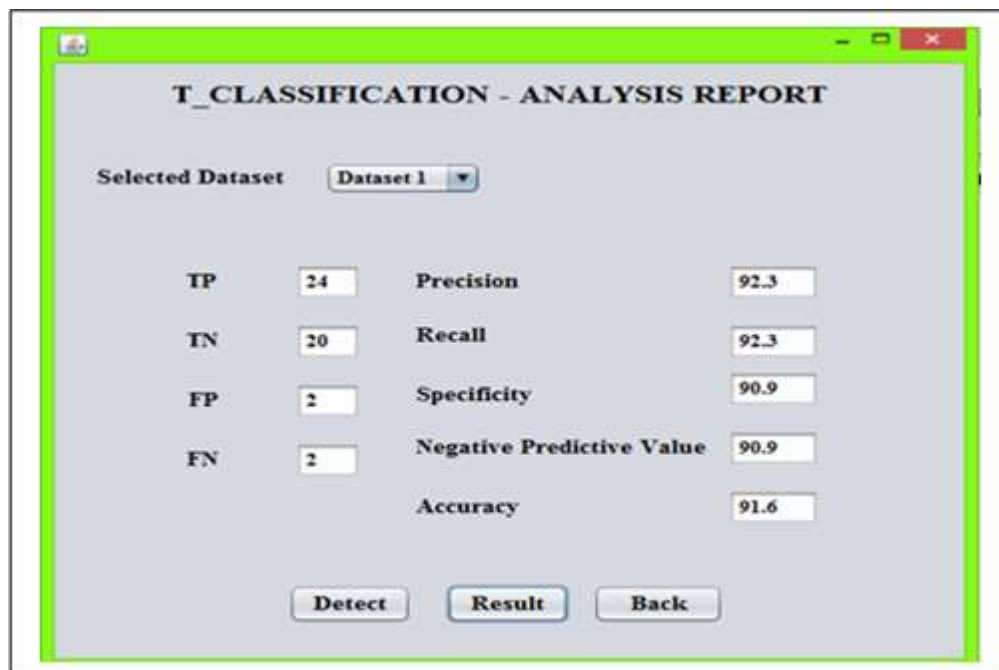 T_CLASSIFICATION - ANALYSIS REPORT
Selected Dataset Dataset 1
TP 24 Precision 92.3
TN 20 Recall 92.3
FP 2 Specificity 90.9
FN 2 Negative Predictive Value 90.9
Accuracy 91.6
Detect Result Back